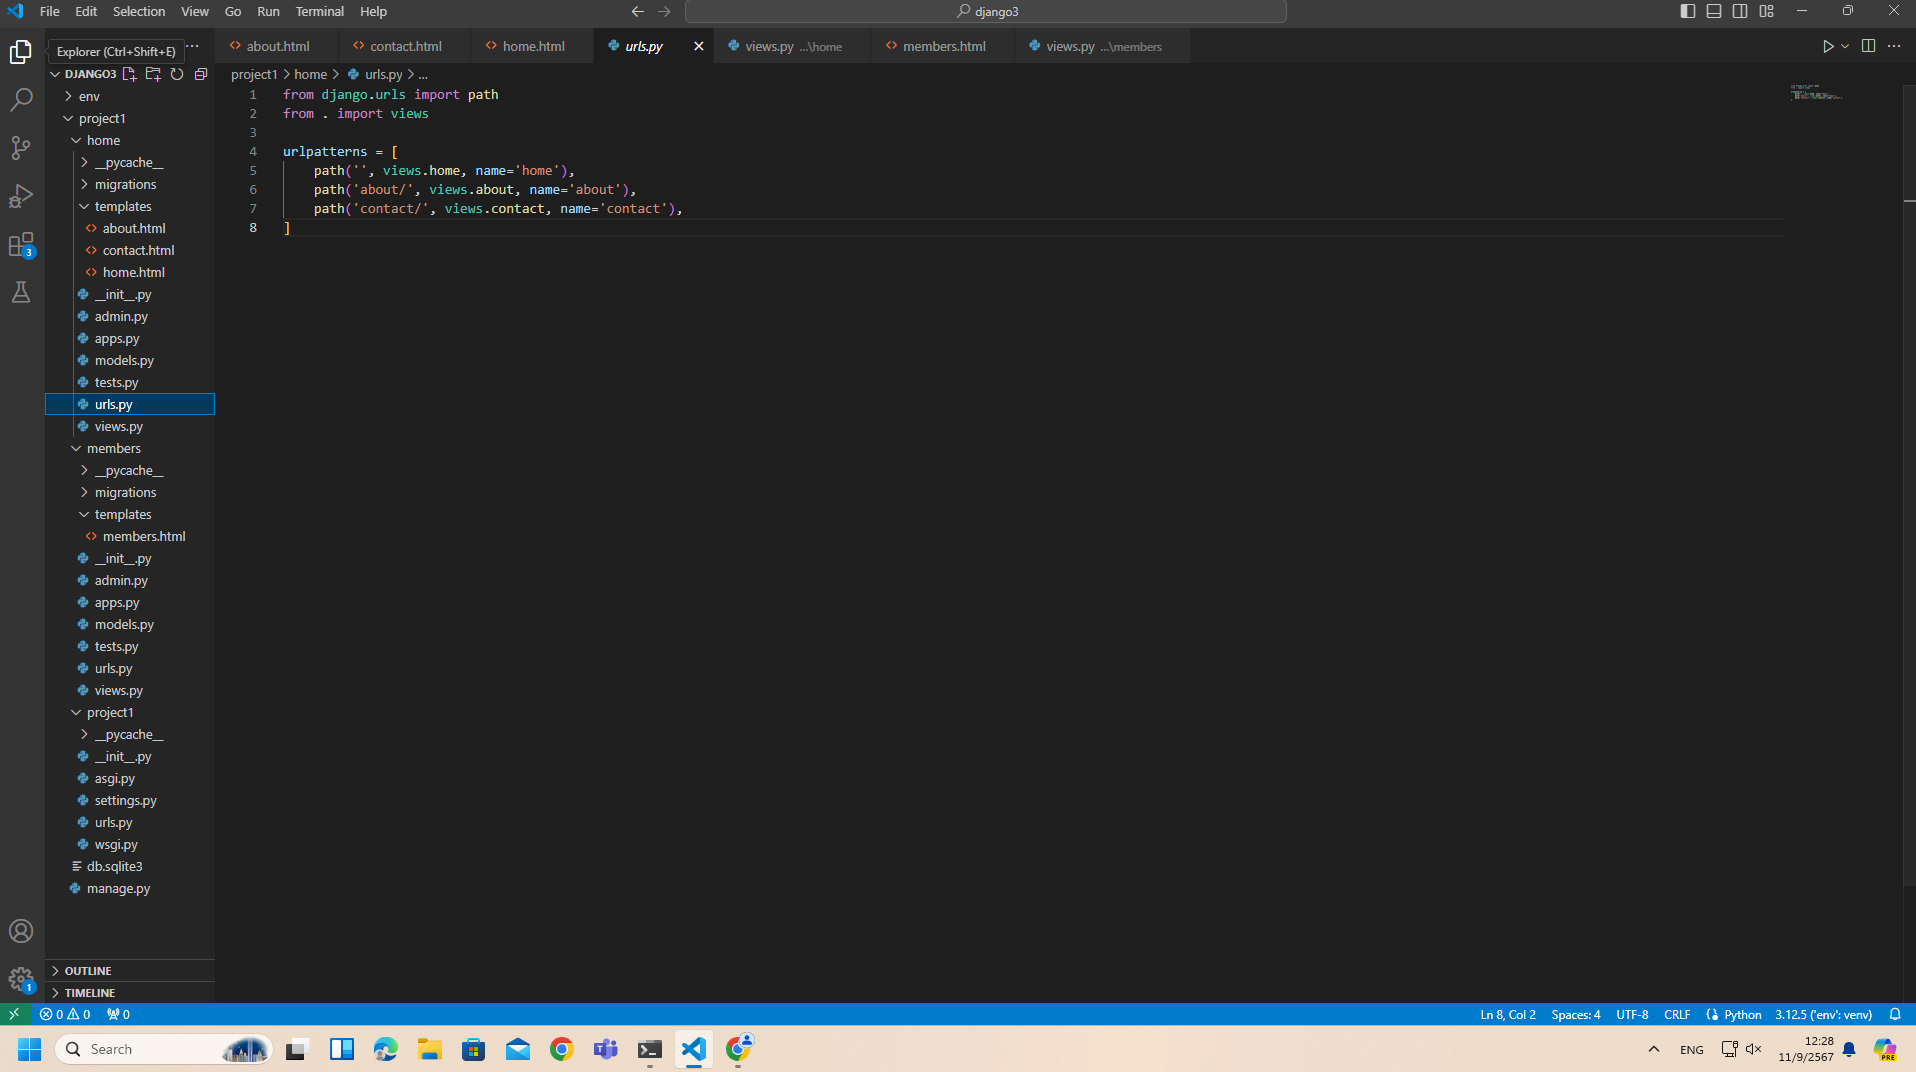 File Edit Selection View Go Run Terminal Help
django3
Explorer (Ctrl+Shift+E)
about.html
contact.html
home.html
urls.py
views.py ...\home
members.html
views.py ...\members
DJANGO3
env
project1
home
__pycache__
migrations
templates
about.html
contact.html
home.html
__init__.py
admin.py
apps.py
models.py
tests.py
urls.py
views.py
members
__pycache__
migrations
templates
members.html
__init__.py
admin.py
apps.py
models.py
tests.py
urls.py
views.py
project1
__pycache__
__init__.py
asgi.py
settings.py
urls.py
wsgi.py
db.sqlite3
manage.py
OUTLINE
TIMELINE
3
1
project1 > home > urls.py > ...
1 from django.urls import path
2 from . import views
3
4 urlpatterns = [
5 path('', views.home, name='home'),
6 path('about/', views.about, name='about'),
7 path('contact/', views.contact, name='contact'),
8 ]
0 0 0
Ln 8, Col 2 Spaces: 4 UTF-8 CRLF Python 3.12.5 ('env': venv)
Search
ENG
12:28
11/9/2567
PRE